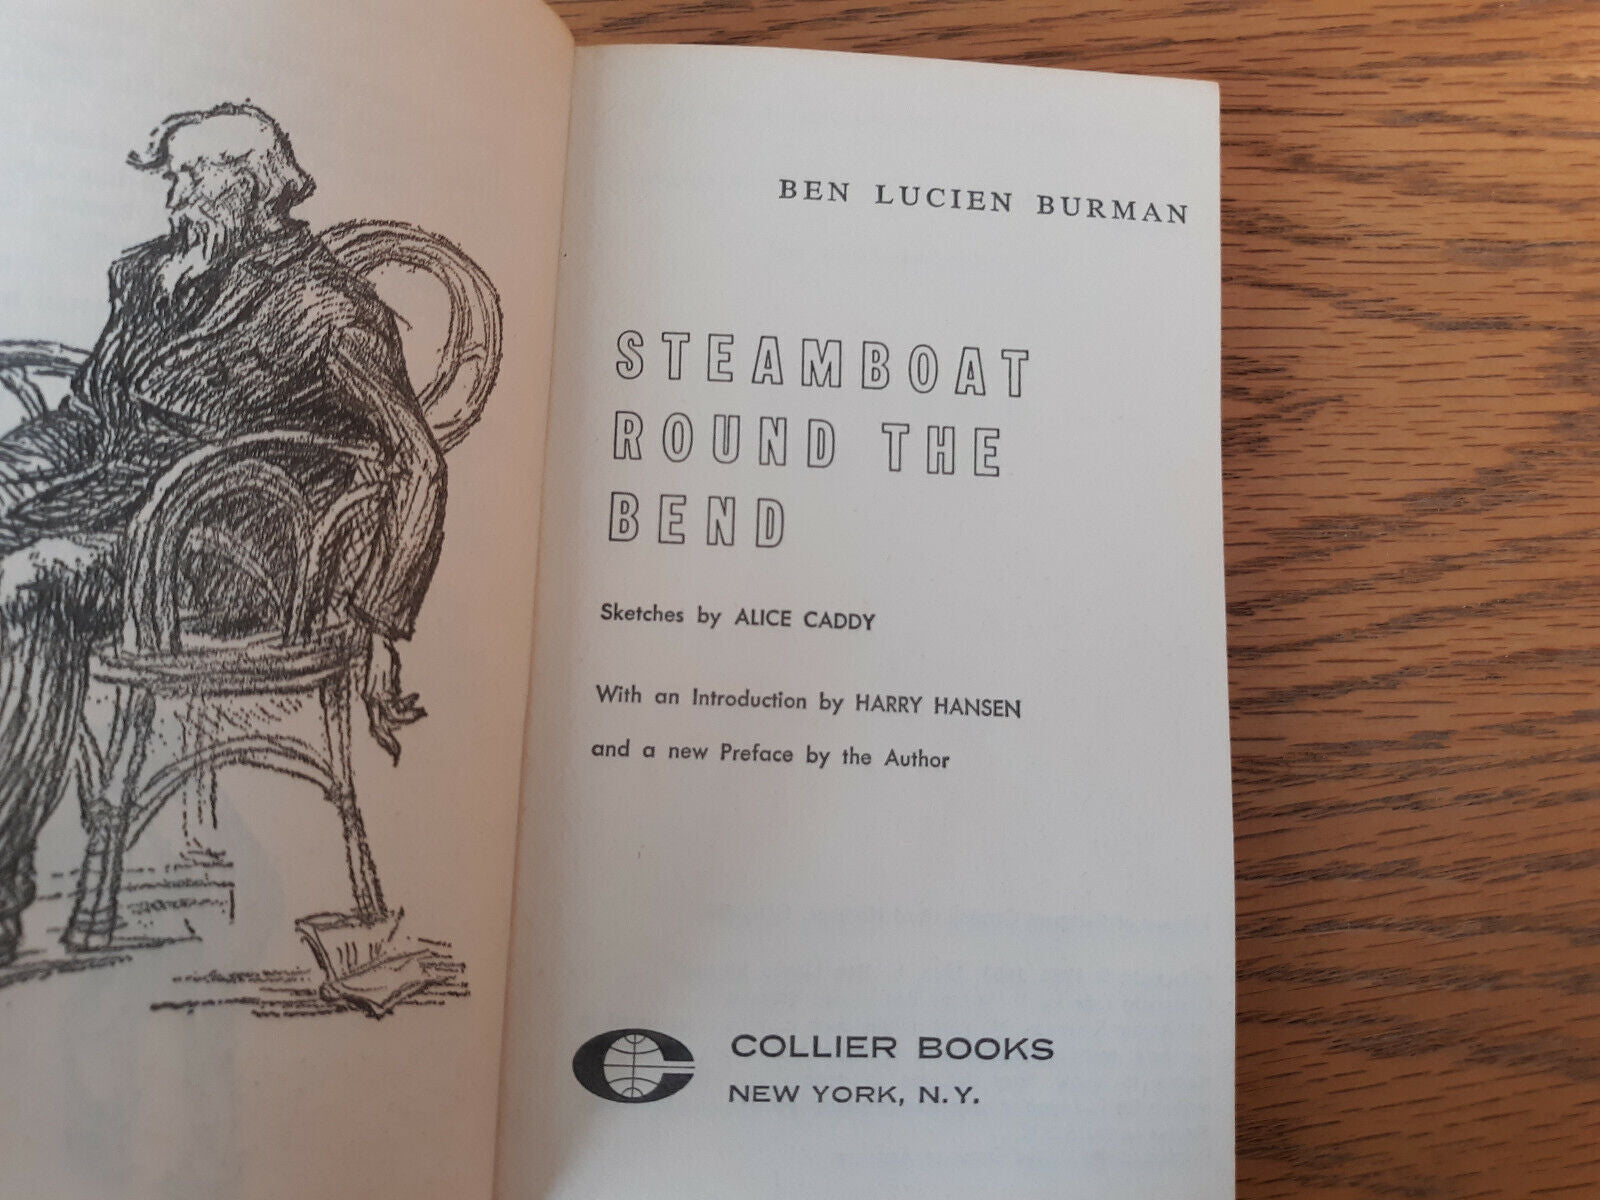 BEN LUCIEN BURMAN
STEAMBOAT
ROUND THE
BEND
Sketches by ALICE CADDY
With an Introduction by HARRY HANSEN
and a new Preface by the Author
COLLIER BOOKS
NEW YORK, N.Y.